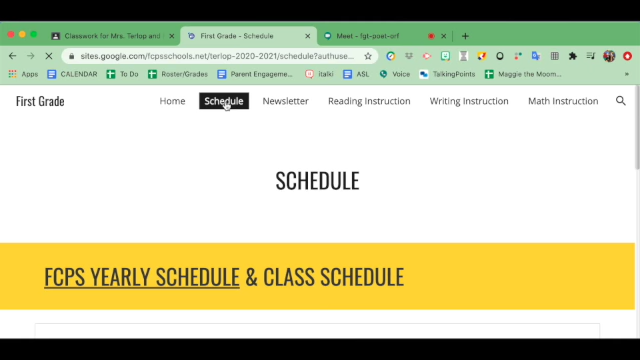 Classwork for Mrs. Terlop and
First Grade - Schedule
Meet - fgt-poet-orf
sites.google.com/fcpsschools.net/terlop-2020-2021/schedule?authuse...
Apps
CALENDAR
To Do
Roster/Grades
Parent Engageme...
italki
ASL
Voice
TalkingPoints
Maggie the Moom...
First Grade
Home
Schedule
Newsletter
Reading Instruction
Writing Instruction
Math Instruction
SCHEDULE
FCPS YEARLY SCHEDULE & CLASS SCHEDULE